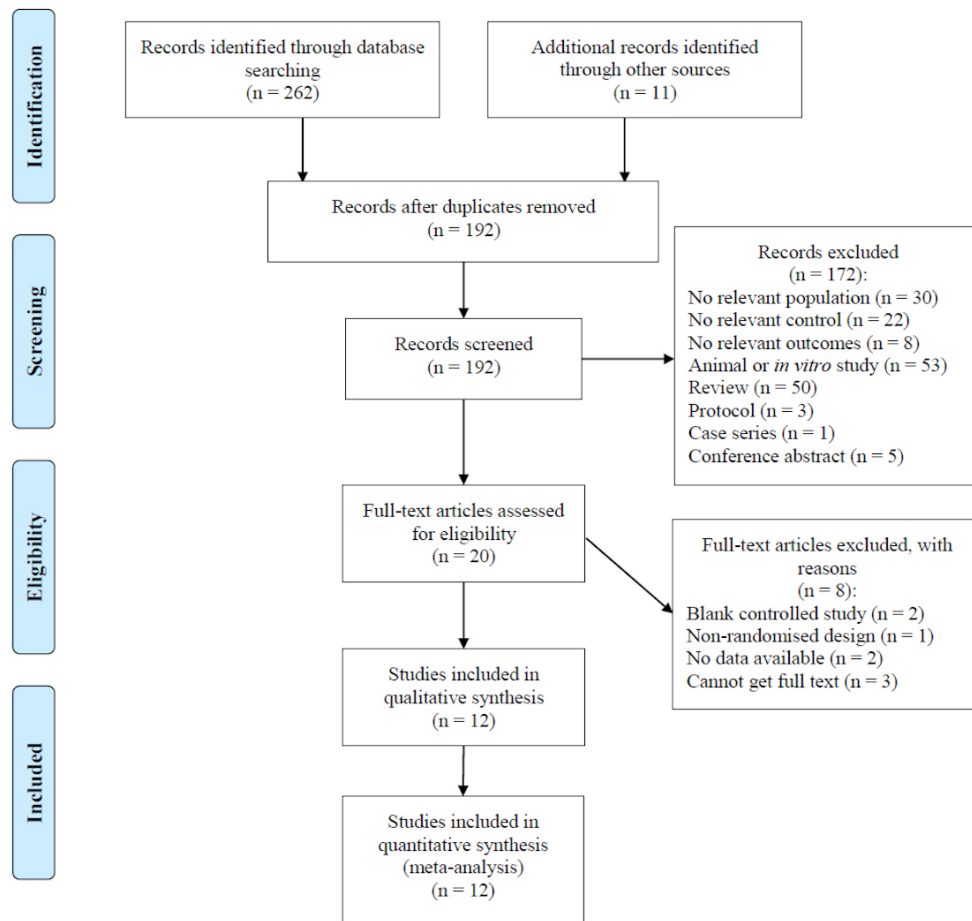 Identification
Records identified through database
searching
(n = 262)
Additional records identified
through other sources
(n = 11)
Records after duplicates removed
(n = 192)
Screening
Records screened
(n = 192)
Records excluded
(n = 172):
No relevant population (n = 30)
No relevant control (n = 22)
No relevant outcomes (n = 8)
Animal or in vitro study (n = 53)
Review (n = 50)
Protocol (n = 3)
Case series (n = 1)
Conference abstract (n = 5)
Eligibility
Full-text articles assessed
for eligibility
(n = 20)
Full-text articles excluded, with
reasons
(n = 8):
Blank controlled study (n = 2)
Non-randomised design (n = 1)
No data available (n = 2)
Cannot get full text (n = 3)
Included
Studies included in
qualitative synthesis
(n = 12)
Studies included in
quantitative synthesis
(meta-analysis)
(n = 12)